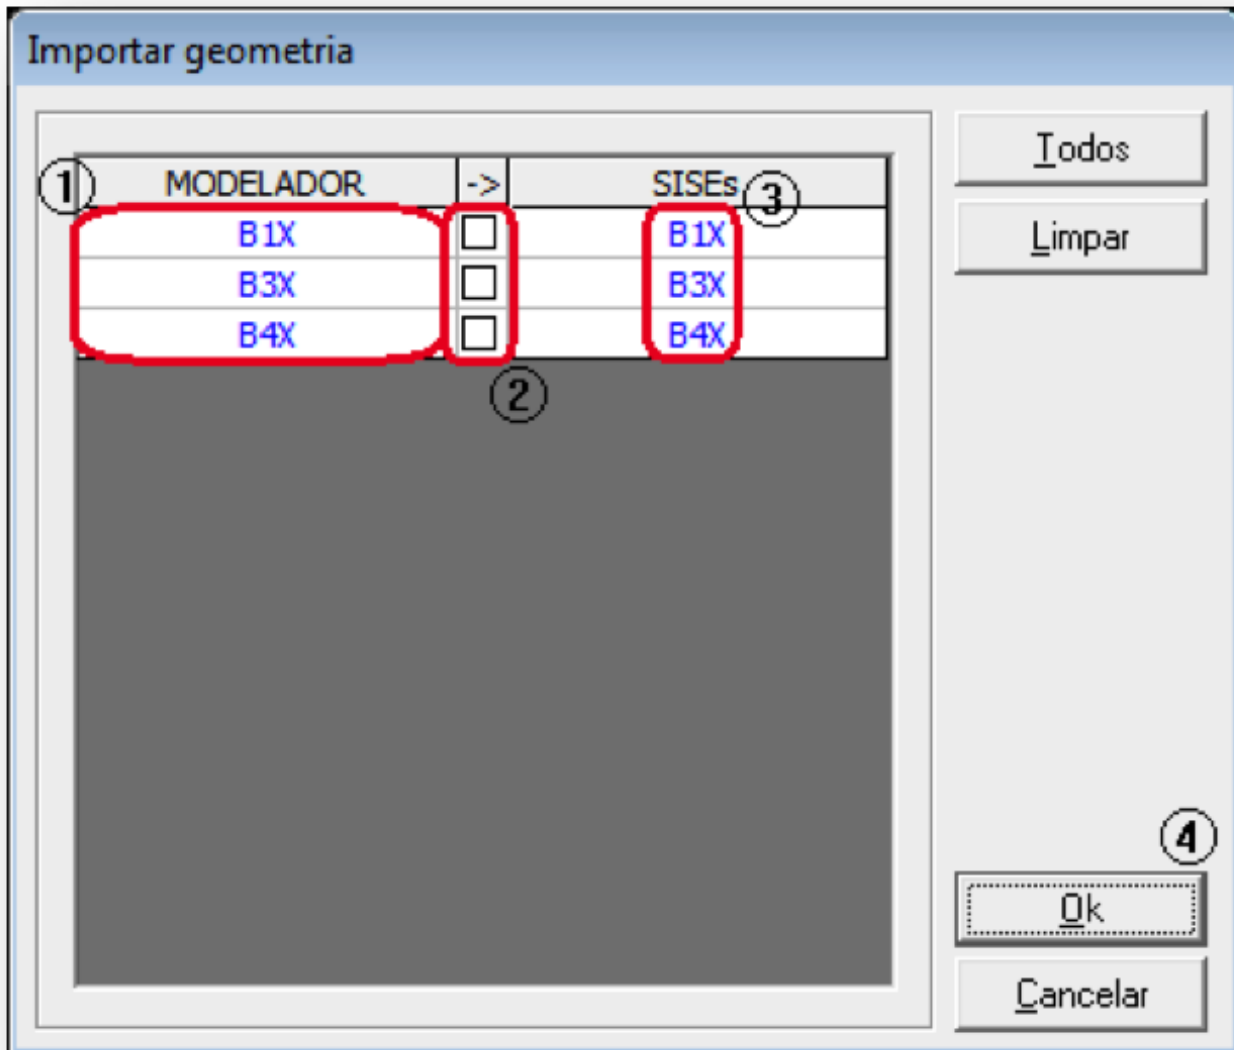 Importar geometria
① MODELADOR -> SISEs ③
B1X B1X
B3X B3X
B4X B4X
②
Todos
Limpar
④
Ok
Cancelar